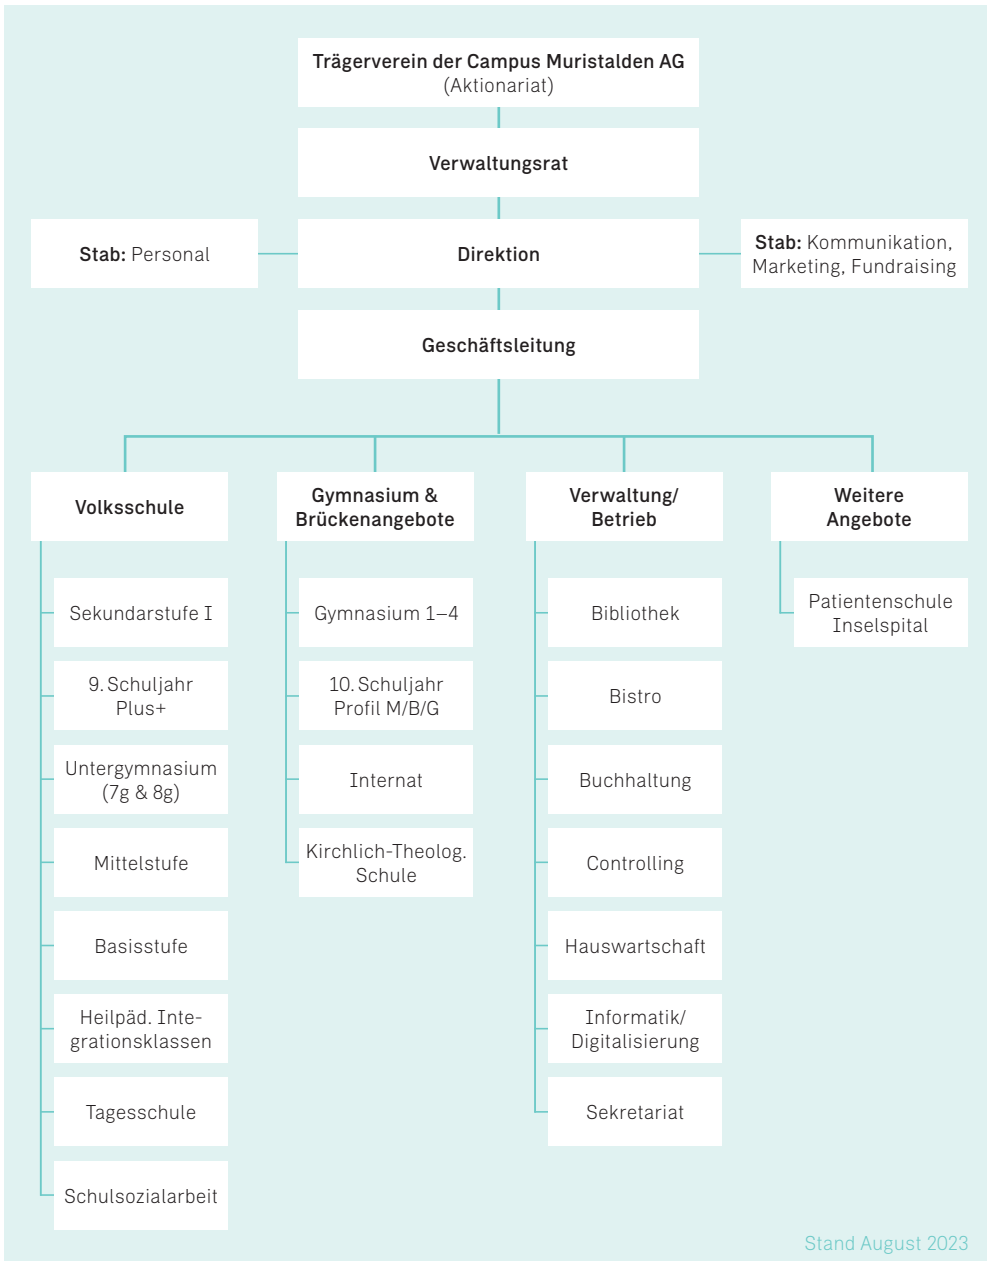 Trägerverein der Campus Muristalden AG
(Aktionariat)
Verwaltungsrat
Stab: Personal
Direktion
Stab: Kommunikation,
Marketing, Fundraising
Geschäftsleitung
Volksschule
Sekundarstufe I
9. Schuljahr
Plus+
Untergymnasium
(7g & 8g)
Mittelstufe
Basisstufe
Heilpäd. Inte-
grationsklassen
Tagesschule
Schulsozialarbeit
Gymnasium &
Brückenangebote
Gymnasium 1–4
10. Schuljahr
Profil M/B/G
Internat
Kirchlich-Theolog.
Schule
Verwaltung/
Betrieb
Bibliothek
Bistro
Buchhaltung
Controlling
Hauswartschaft
Informatik/
Digitalisierung
Sekretariat
Weitere
Angebote
Patientenschule
Inselspital
Stand August 2023